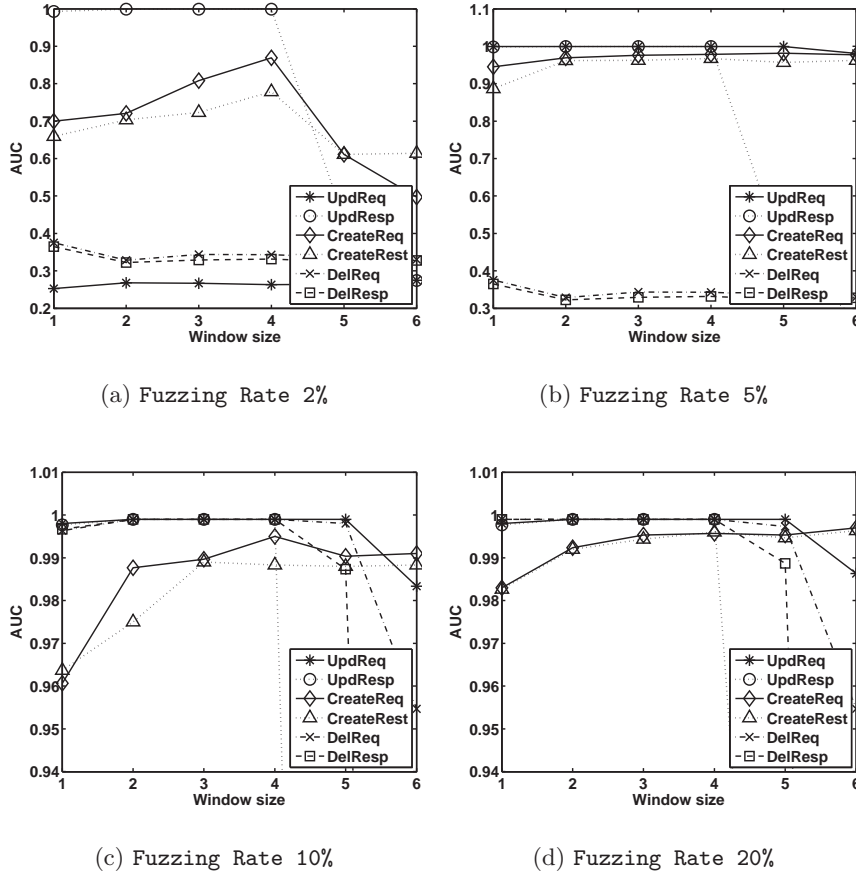 1
0.9
0.8
0.7
0.6
0.5
0.4
0.3
0.2
AUC
1 2 3 4 5 6
Window size
UpdReq
UpdResp
CreateReq
CreateRest
DelReq
DelResp
(a) Fuzzing Rate 2%
1.1
1
0.9
0.8
0.7
0.6
0.5
0.4
0.3
AUC
1 2 3 4 5 6
Window size
UpdReq
UpdResp
CreateReq
CreateRest
DelReq
DelResp
(b) Fuzzing Rate 5%
1.01
1
0.99
0.98
0.97
0.96
0.95
0.94
AUC
1 2 3 4 5 6
Window size
UpdReq
UpdResp
CreateReq
CreateRest
DelReq
DelResp
(c) Fuzzing Rate 10%
1.01
1
0.99
0.98
0.97
0.96
0.95
0.94
AUC
1 2 3 4 5 6
Window size
UpdReq
UpdResp
CreateReq
CreateRest
DelReq
DelResp
(d) Fuzzing Rate 20%